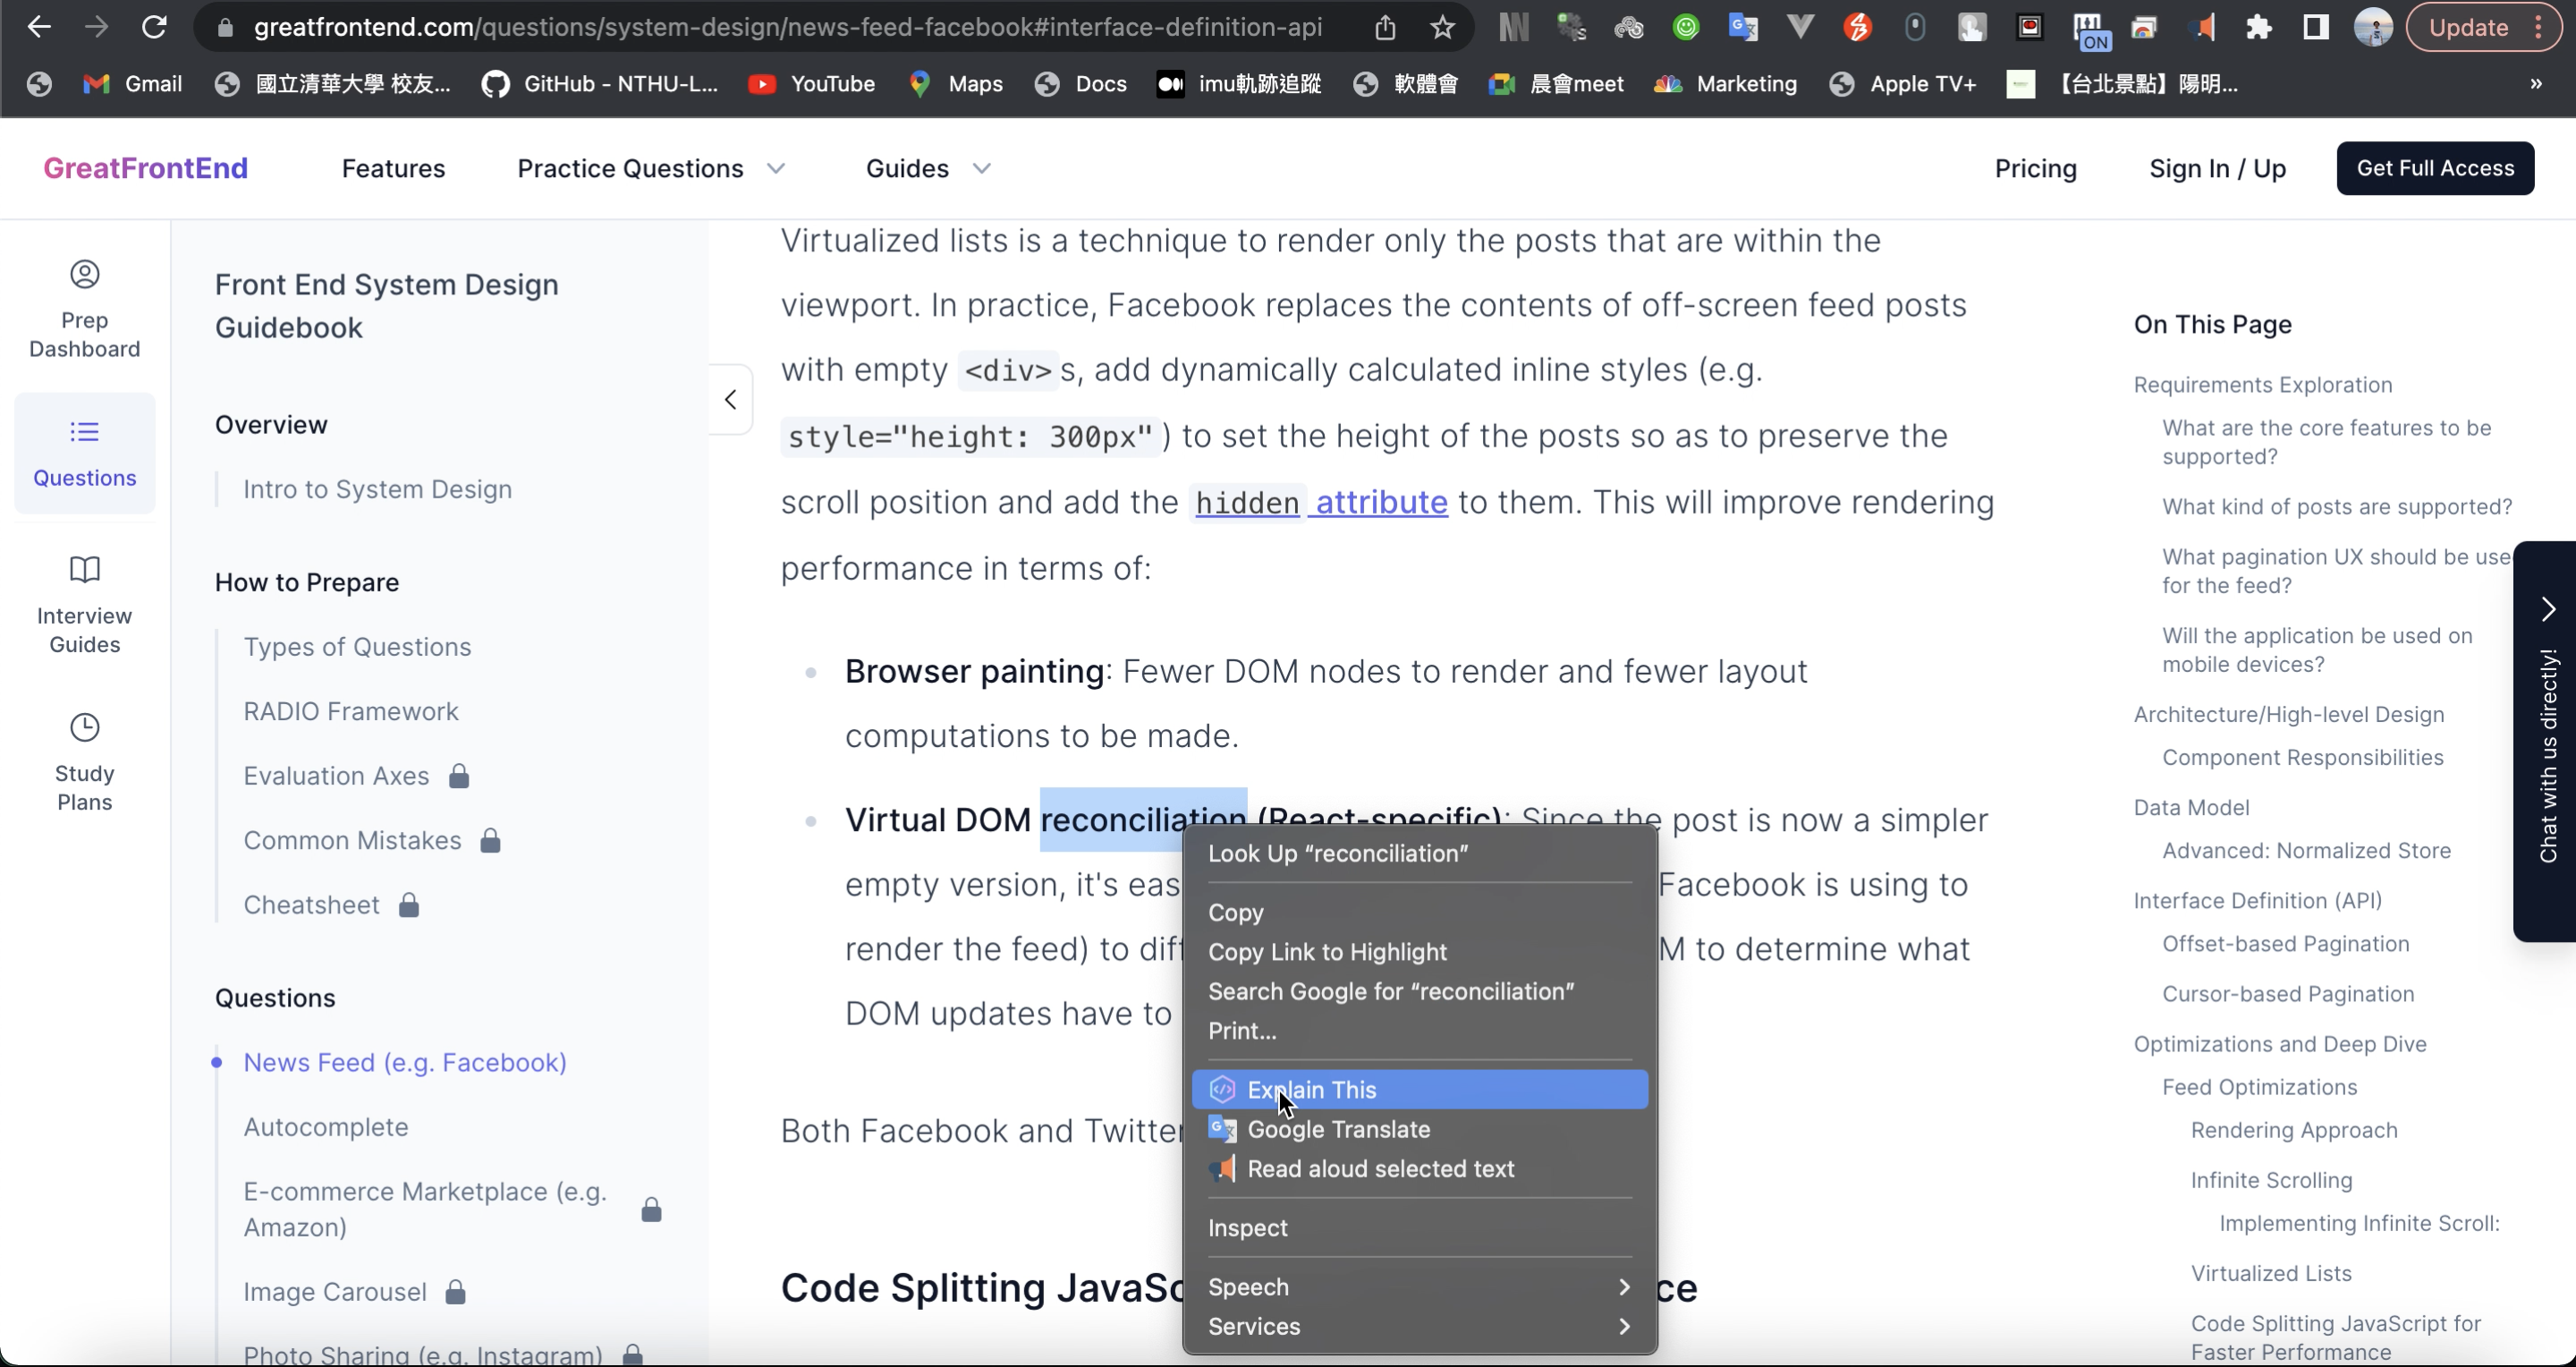 greatfrontend.com/questions/system-design/news-feed-facebook#interface-definition-api
ON
Update
Gmail
國立清華大學 校友...
GitHub - NTHU-L...
YouTube
Maps
Docs
imu軌跡追蹤
軟體會
晨會meet
Marketing
Apple TV+
【台北景點】陽明...
»
GreatFrontEnd
Features
Practice Questions
Guides
Pricing
Sign In / Up
Get Full Access
Prep
Dashboard
Questions
Interview
Guides
Study
Plans
Front End System Design
Guidebook
Overview
Intro to System Design
How to Prepare
Types of Questions
RADIO Framework
Evaluation Axes
Common Mistakes
Cheatsheet
Questions
News Feed (e.g. Facebook)
Autocomplete
E-commerce Marketplace (e.g.
Amazon)
Image Carousel
Photo Sharing (e.g. Instagram)
Virtualized lists is a technique to render only the posts that are within the
viewport. In practice, Facebook replaces the contents of off-screen feed posts
with empty <div>s, add dynamically calculated inline styles (e.g.
style="height: 300px") to set the height of the posts so as to preserve the
scroll position and add the hidden attribute to them. This will improve rendering
performance in terms of:
Browser painting: Fewer DOM nodes to render and fewer layout
computations to be made.
Virtual DOM reconciliation (React-specific): Since the post is now a simpler
empty version, it's eas Facebook is using to
render the feed) to diff M to determine what
DOM updates have to
Both Facebook and Twitter
Code Splitting JavaSc ce
Look Up “reconciliation”
Copy
Copy Link to Highlight
Search Google for “reconciliation”
Print...
Explain This
Google Translate
Read aloud selected text
Inspect
Speech
Services
On This Page
Requirements Exploration
What are the core features to be
supported?
What kind of posts are supported?
What pagination UX should be use
for the feed?
Will the application be used on
mobile devices?
Architecture/High-level Design
Component Responsibilities
Data Model
Advanced: Normalized Store
Interface Definition (API)
Offset-based Pagination
Cursor-based Pagination
Optimizations and Deep Dive
Feed Optimizations
Rendering Approach
Infinite Scrolling
Implementing Infinite Scroll:
Virtualized Lists
Code Splitting JavaScript for
Faster Performance
Chat with us directly!